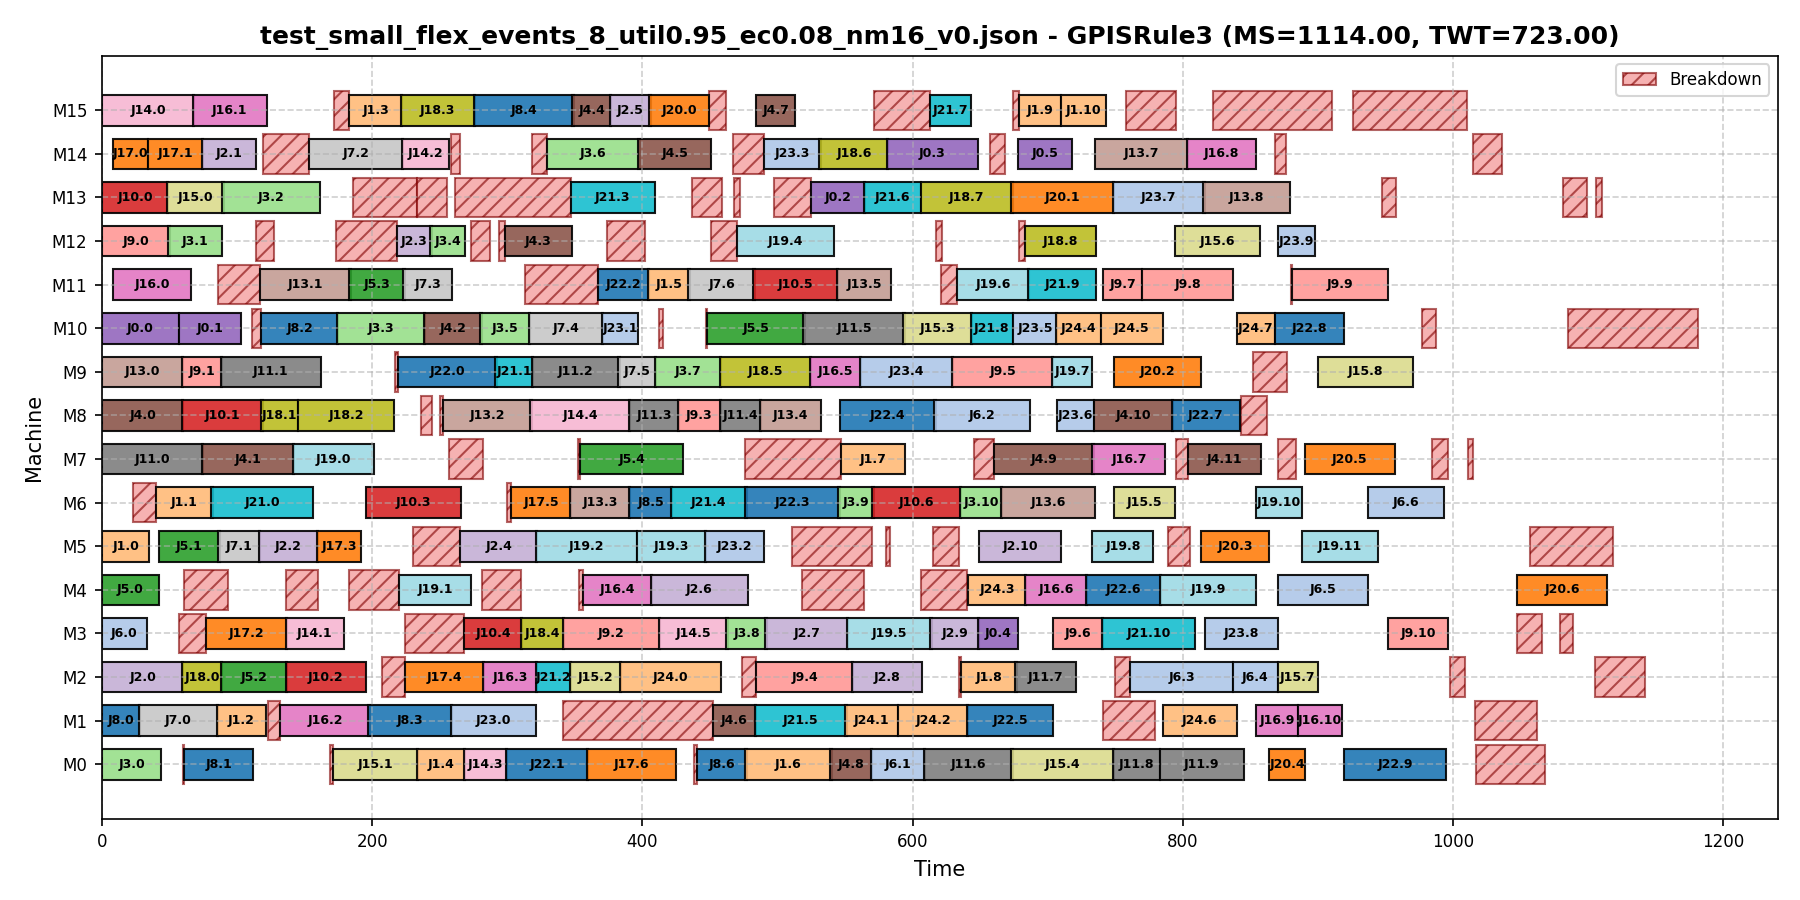 test_small_flex_events_8_util0.95_ec0.08_nm16_v0.json - GPISRule3 (MS=1114.00, TWT=723.00)
Breakdown
M15 J14.0 J16.1 J1.3 J18.3 J8.4 J4.4 J2.5 J20.0 J4.7 J21.7 J1.9 J1.10
M14 J17.0 J17.1 J2.1 J7.2 J14.2 J3.6 J4.5 J23.3 J18.6 J0.3 J0.5 J13.7 J16.8
M13 J10.0 J15.0 J3.2 J21.3 J0.2 J21.6 J18.7 J20.1 J23.7 J13.8
M12 J9.0 J3.1 J2.3 J3.4 J4.3 J19.4 J18.8 J15.6 J23.9
M11 J16.0 J13.1 J5.3 J7.3 J22.2 J1.5 J7.6 J10.5 J13.5 J19.6 J21.9 J9.7 J9.8 J9.9
M10 J0.0 J0.1 J8.2 J3.3 J4.2 J3.5 J7.4 J23.1 J5.5 J11.5 J15.3 J21.8 J23.5 J24.4 J24.5 J24.7 J22.8
M9 J13.0 J9.1 J11.1 J22.0 J21.1 J11.2 J7.5 J3.7 J18.5 J16.5 J23.4 J9.5 J19.7 J20.2 J15.8
M8 J4.0 J10.1 J18.1 J18.2 J13.2 J14.4 J11.3 J9.3 J11.4 J13.4 J22.4 J6.2 J23.6 J4.10 J22.7
M7 J11.0 J4.1 J19.0 J5.4 J1.7 J4.9 J16.7 J4.11 J20.5
M6 J1.1 J21.0 J10.3 J17.5 J13.3 J8.5 J21.4 J22.3 J3.9 J10.6 J3.10 J13.6 J15.5 J19.10 J6.6
M5 J1.0 J5.1 J7.1 J2.2 J17.3 J2.4 J19.2 J19.3 J23.2 J2.10 J19.8 J20.3 J19.11
M4 J5.0 J19.1 J16.4 J2.6 J24.3 J16.6 J22.6 J19.9 J6.5 J20.6
M3 J6.0 J17.2 J14.1 J10.4 J18.4 J9.2 J14.5 J3.8 J2.7 J19.5 J2.9 J0.4 J9.6 J21.10 J23.8 J9.10
M2 J2.0 J18.0 J5.2 J10.2 J17.4 J16.3 J21.2 J15.2 J24.0 J9.4 J2.8 J1.8 J11.7 J6.3 J6.4 J15.7
M1 J8.0 J7.0 J1.2 J16.2 J8.3 J23.0 J4.6 J21.5 J24.1 J24.2 J22.5 J24.6 J16.9 J16.10
M0 J3.0 J8.1 J15.1 J1.4 J14.3 J22.1 J17.6 J8.6 J1.6 J4.8 J6.1 J11.6 J15.4 J11.8 J11.9 J20.4 J22.9
Machine
0 200 400 600 800 1000 1200
Time